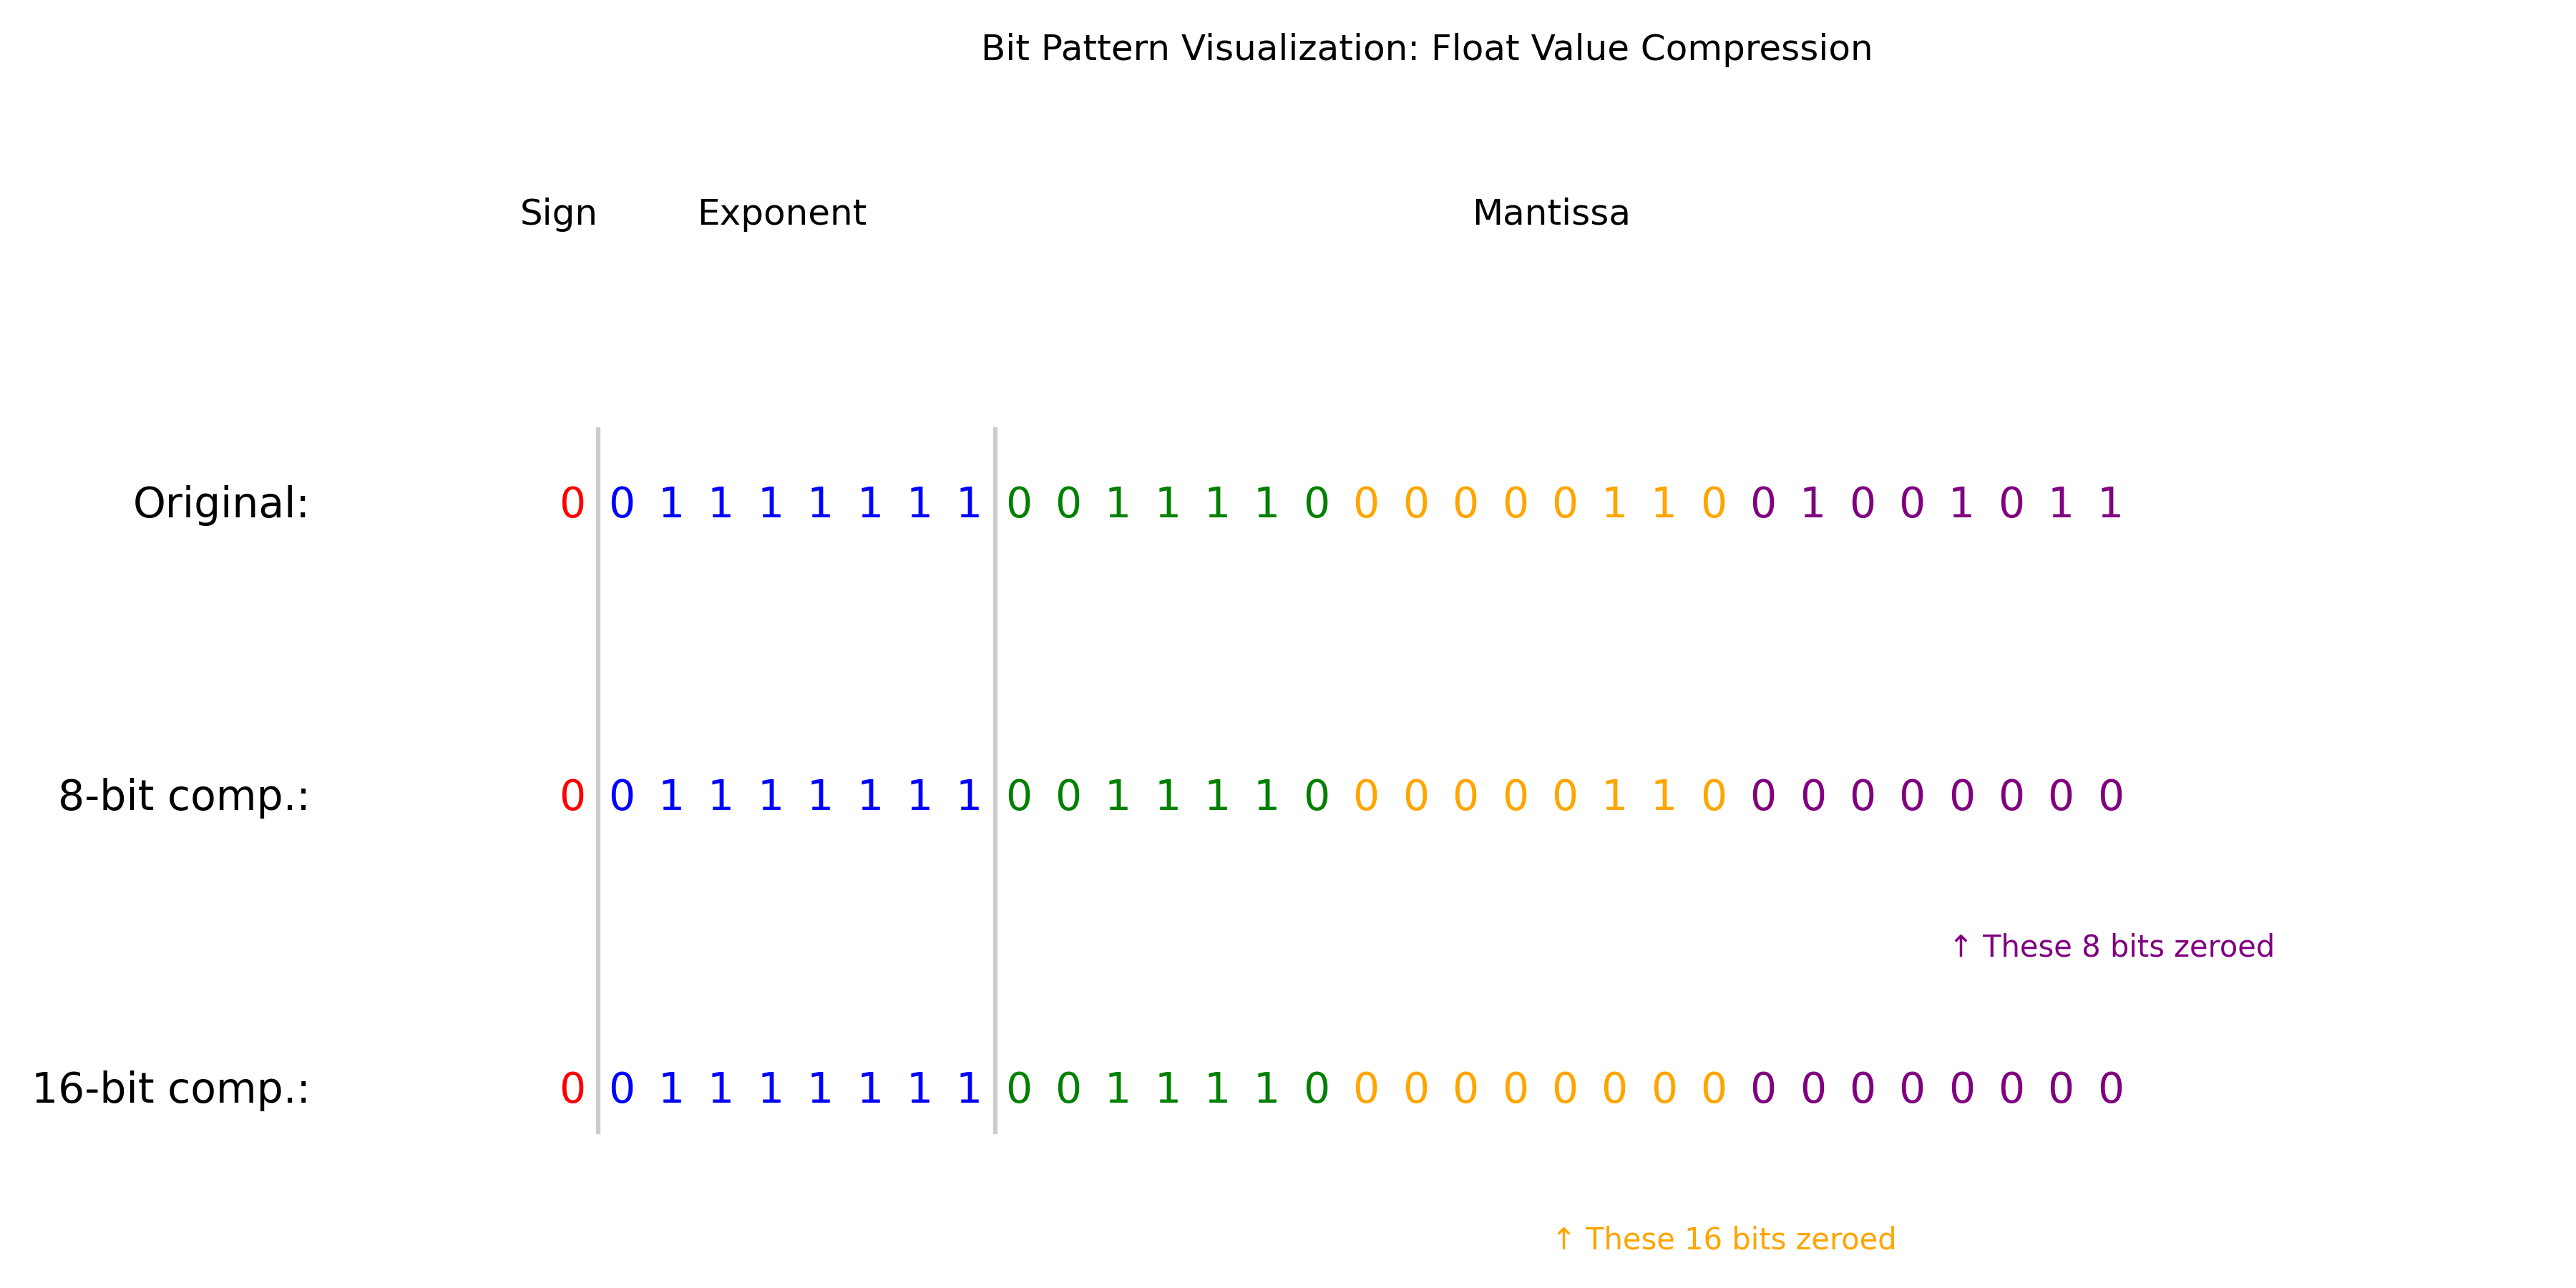 Bit Pattern Visualization: Float Value Compression
Sign Exponent Mantissa
Original: 0 0 1 1 1 1 1 1 1 0 0 1 1 1 1 0 0 0 0 0 0 1 1 0 0 1 0 0 1 0 1 1
8-bit comp.: 0 0 1 1 1 1 1 1 1 0 0 1 1 1 1 0 0 0 0 0 0 1 1 0 0 0 0 0 0 0 0 0
↑ These 8 bits zeroed
16-bit comp.: 0 0 1 1 1 1 1 1 1 0 0 1 1 1 1 0 0 0 0 0 0 0 0 0 0 0 0 0 0 0 0 0
↑ These 16 bits zeroed